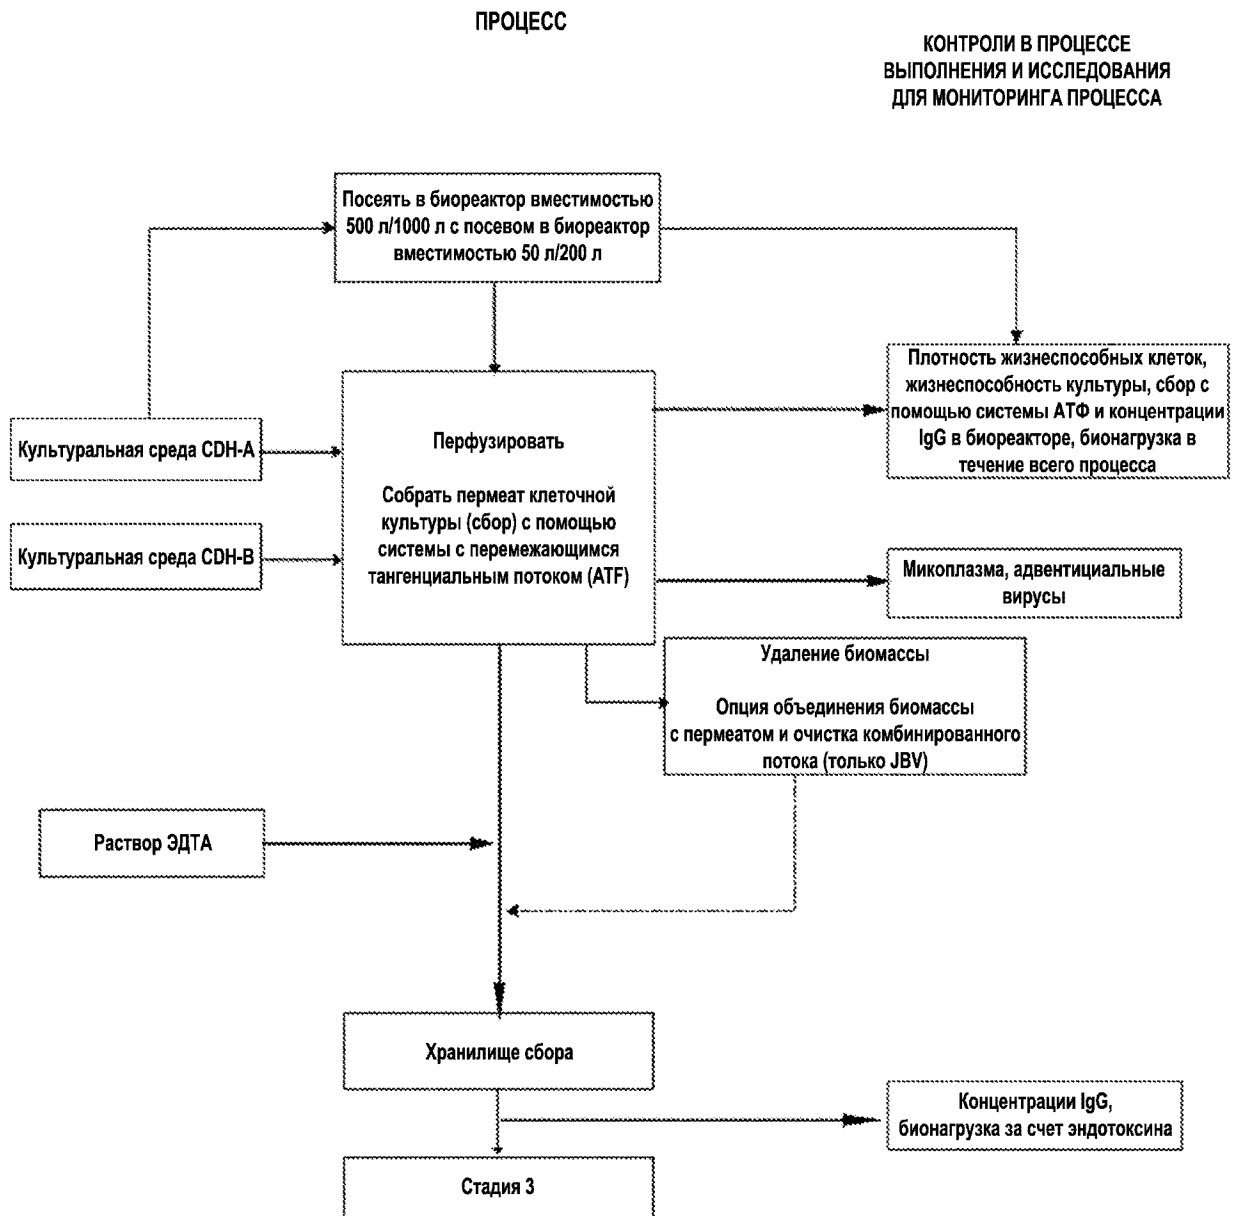 ПРОЦЕСС
КОНТРОЛИ В ПРОЦЕССЕ
ВЫПОЛНЕНИЯ И ИССЛЕДОВАНИЯ
ДЛЯ МОНИТОРИНГА ПРОЦЕССА
Посеять в биореактор вместимостью
500 л/1000 л с посевом в биореактор
вместимостью 50 л/200 л
Плотность жизнеспособных клеток,
жизнеспособность культуры, сбор с
помощью системы АТФ и концентрации
IgG в биореакторе, бионагрузка в
течение всего процесса
Культуральная среда CDH-A
Культуральная среда CDH-B
Перфузировать
Собрать пермеат клеточной
культуры (сбор) с помощью
системы с перемежающимся
тангенциальным потоком (ATF)
Микоплазма, адвентициальные
вирусы
Удаление биомассы
Опция объединения биомассы
с пермеатом и очистка комбинированного
потока (только JBV)
Раствор ЭДТА
Хранилище сбора
Концентрации IgG,
бионагрузка за счет эндотоксина
Стадия 3